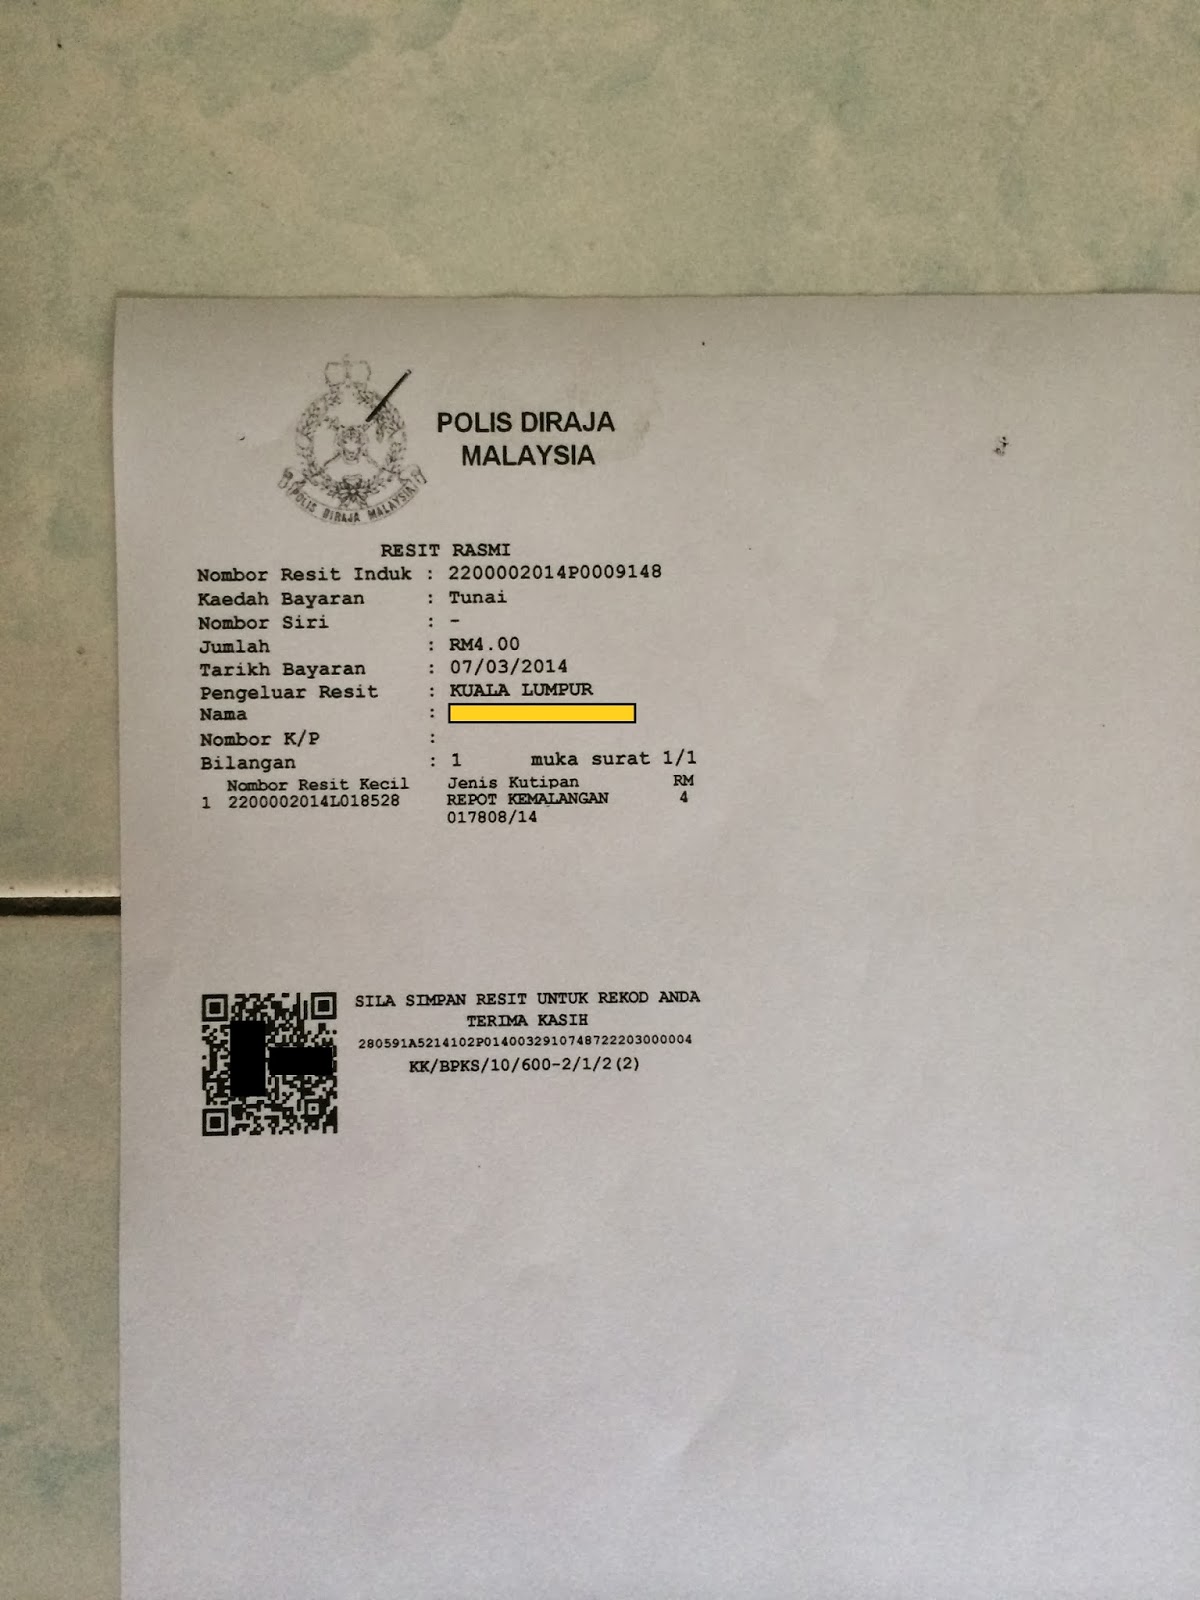 POLIS DIRAJA MALAYSIA
POLIS DIRAJA
MALAYSIA
RESIT RASMI
Nombor Resit Induk : 2200002014P0009148
Kaedah Bayaran : Tunai
Nombor Siri : -
Jumlah : RM4.00
Tarikh Bayaran : 07/03/2014
Pengeluar Resit : KUALA LUMPUR
Nama :
Nombor K/P :
Bilangan : 1 muka surat 1/1
Nombor Resit Kecil Jenis Kutipan RM
1 2200002014L018528 REPOT KEMALANGAN 4
017808/14
SILA SIMPAN RESIT UNTUK REKOD ANDA
TERIMA KASIH
280591A5214102P0140032910748722203000004
KK/BPKS/10/600-2/1/2(2)